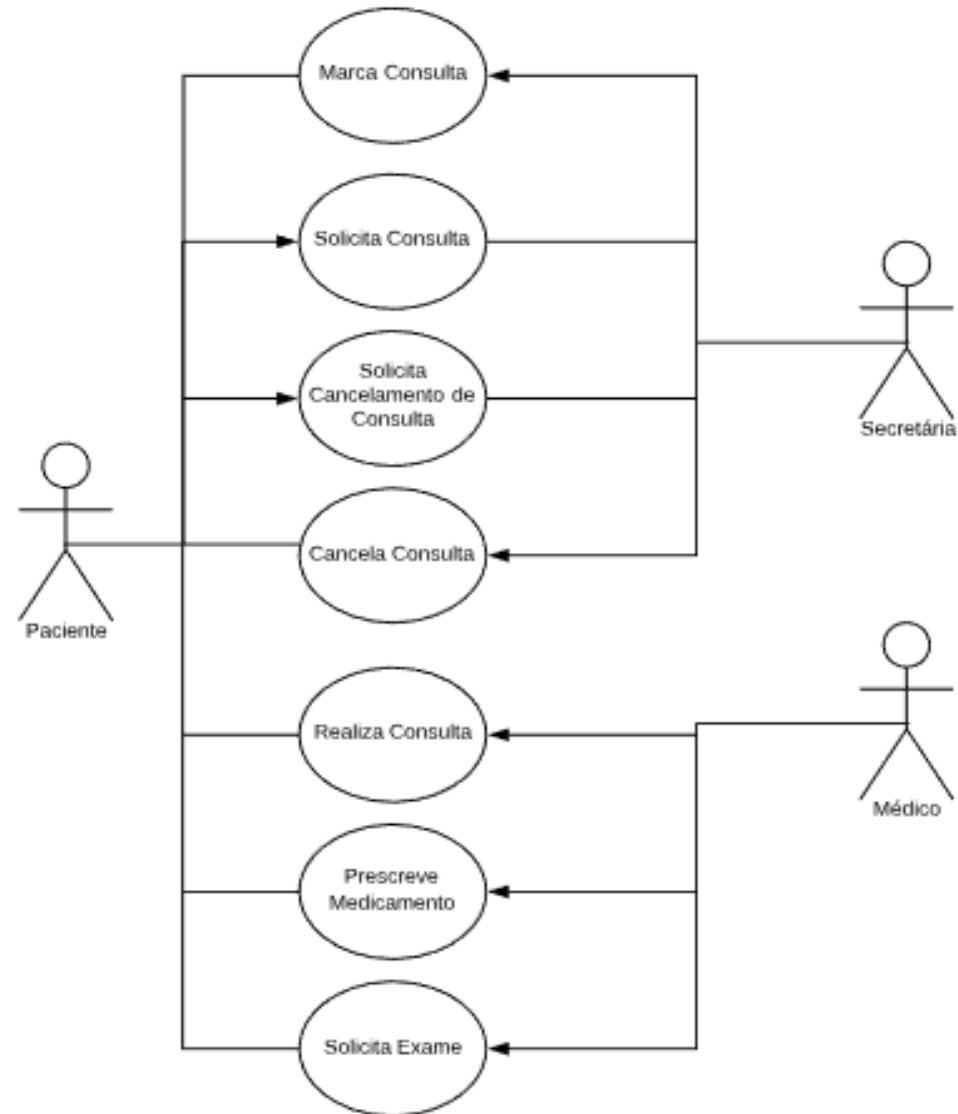 Marca Consulta
Solicita Consulta
Solicita
Cancelamento de
Consulta
Secretária
Cancela Consulta
Paciente
Realiza Consulta
Médico
Prescreve
Medicamento
Solicita Exame